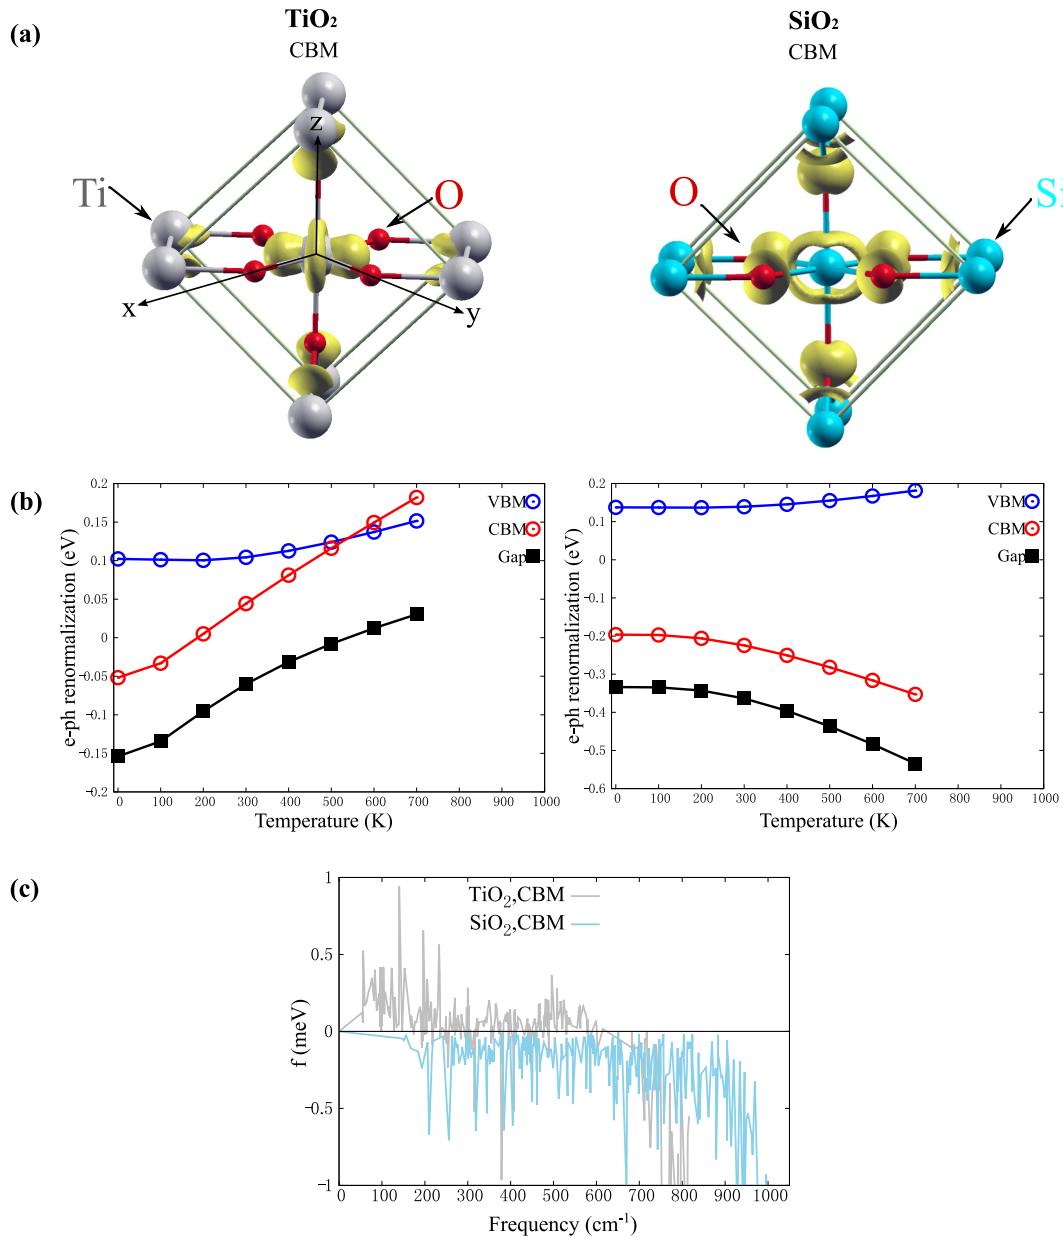 (a)
TiO2
CBM
SiO2
CBM
Ti
O
x
y
z
O
Si
(b)
0.2
0.15
0.1
0.05
0
-0.05
-0.1
-0.15
-0.2
e-ph renormalization (eV)
VBM
CBM
Gap
0 100 200 300 400 500 600 700 800 900 1000
Temperature (K)
0.2
0.1
0
-0.1
-0.2
-0.3
-0.4
-0.5
-0.6
e-ph renormalization (eV)
VBM
CBM
Gap
0 100 200 300 400 500 600 700 800 900 1000
Temperature (K)
(c)
1
0.5
0
-0.5
-1
f (meV)
TiO2,CBM
SiO2,CBM
0 100 200 300 400 500 600 700 800 900 1000
Frequency (cm-1)